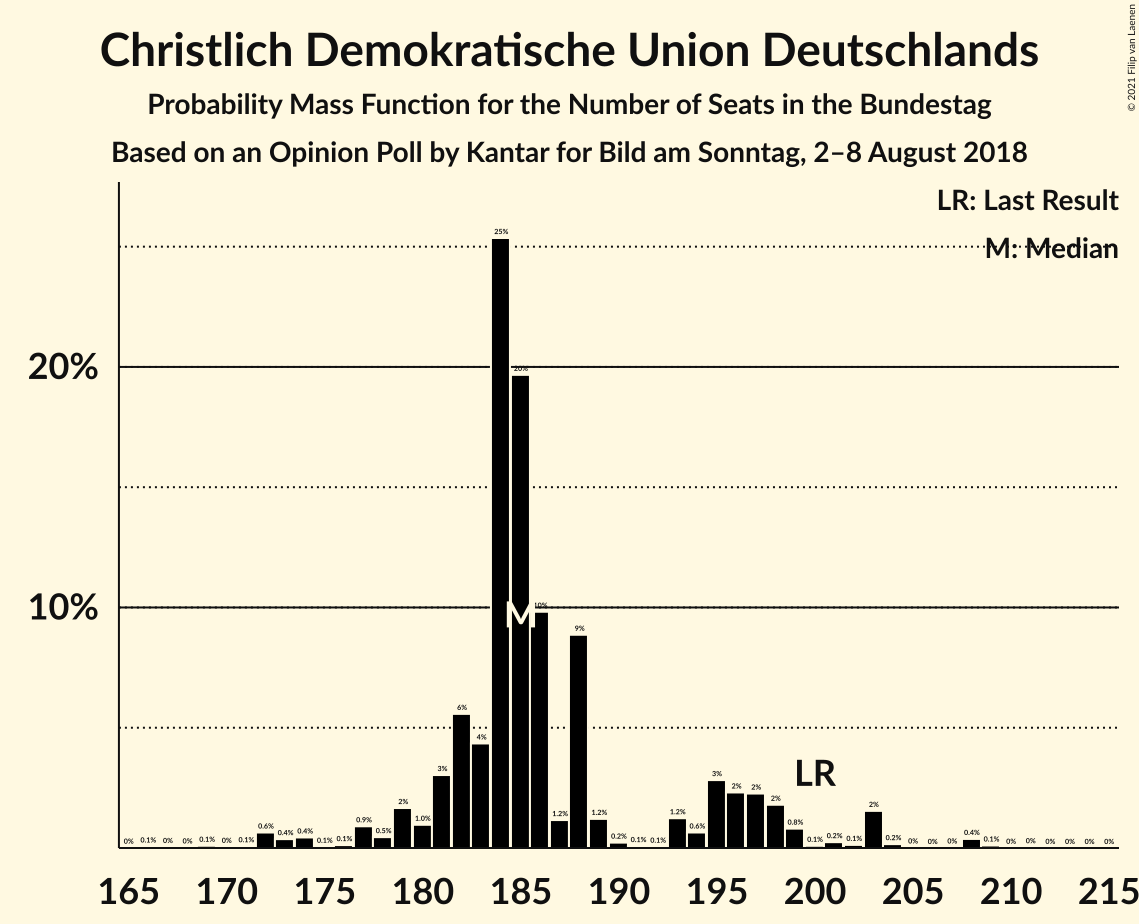 Christlich Demokratische Union Deutschlands
Probability Mass Function for the Number of Seats in the Bundestag
Based on an Opinion Poll by Kantar for Bild am Sonntag, 2–8 August 2018
© 2021 Filip van Laenen
LR: Last Result
M: Median
20%
10%
0% 0.1% 0% 0% 0.1% 0% 0.1% 0.6% 0.4% 0.4% 0.1% 0.1% 0.9% 0.5% 2% 1.0% 3% 6% 4% 25% 20% 10% 1.2% 9% 1.2% 0.2% 0.1% 0.1% 1.2% 0.6% 3% 2% 2% 2% 0.8% 0.1% 0.2% 0.1% 2% 0.2% 0% 0% 0% 0.4% 0.1% 0% 0% 0% 0% 0% 0%
M
LR
165 170 175 180 185 190 195 200 205 210 215